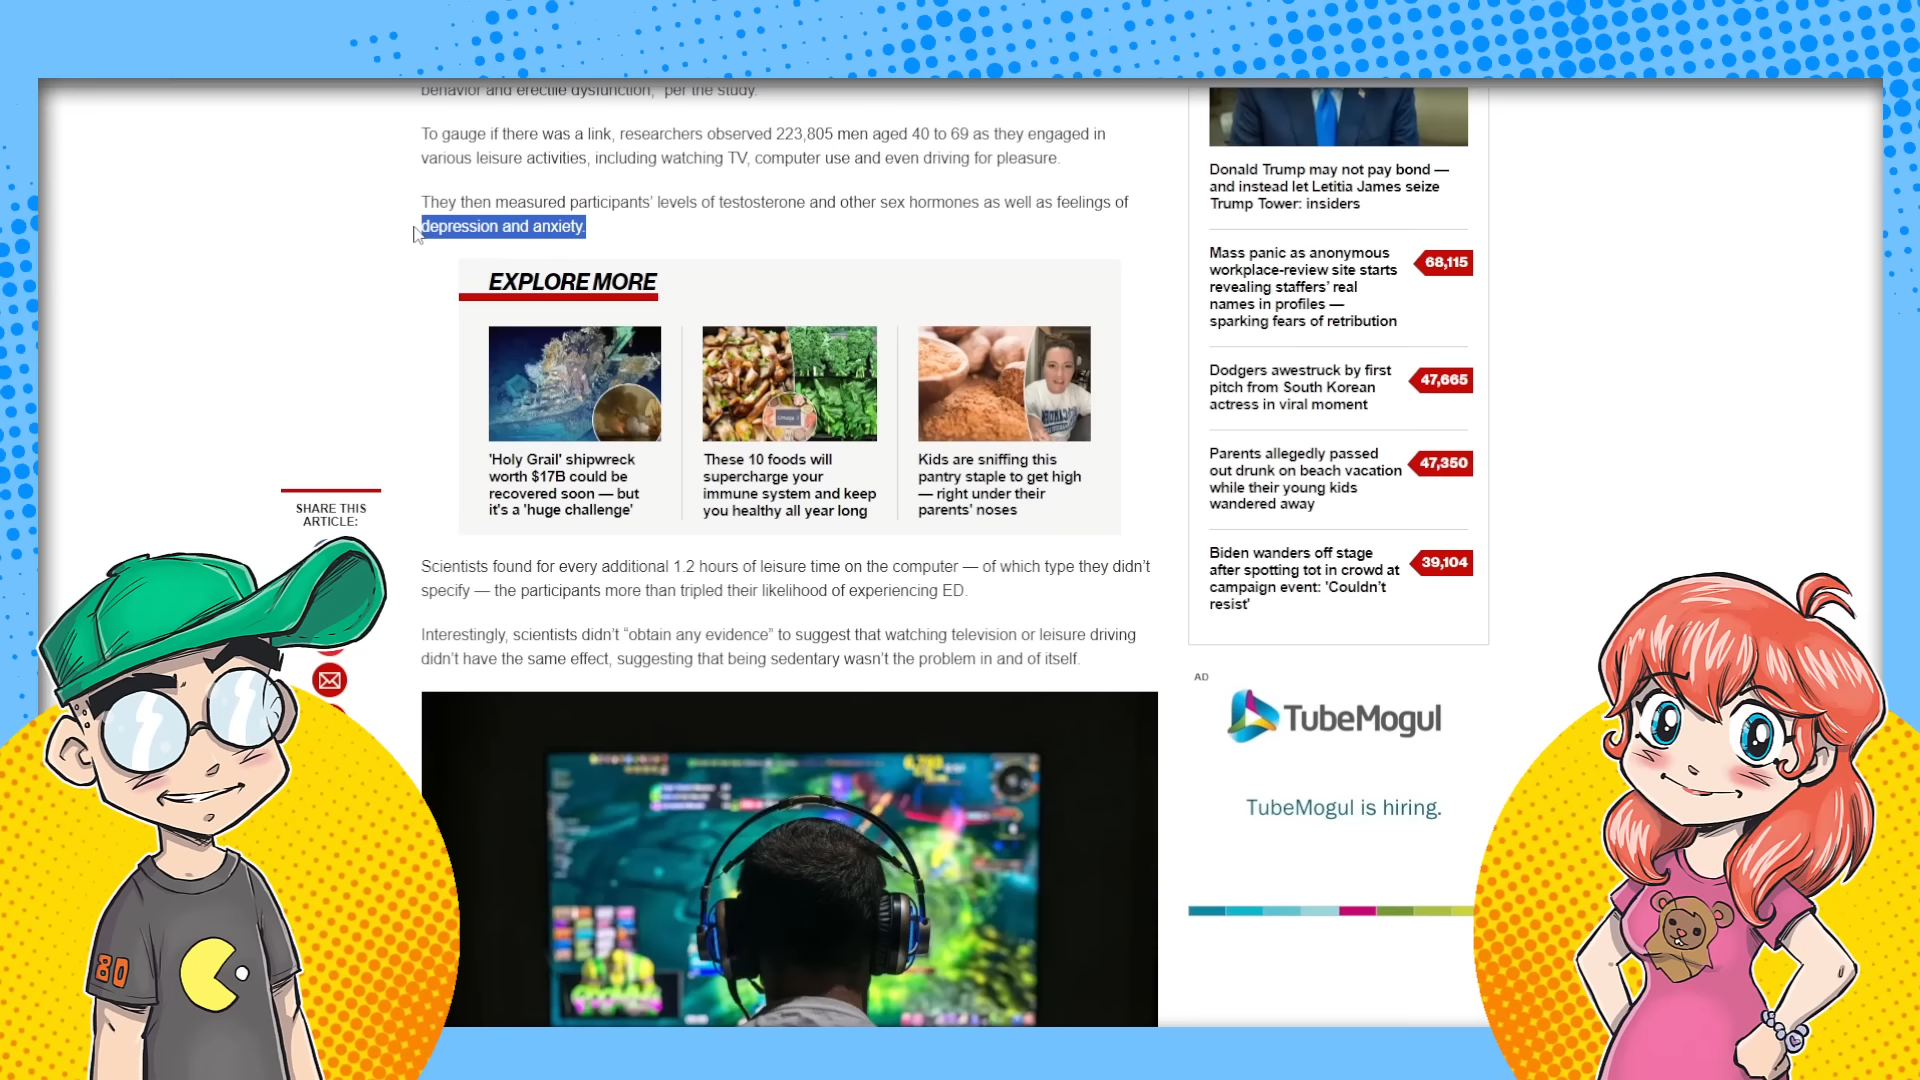 behavior and erectile dysfunction," per the study.
To gauge if there was a link, researchers observed 223,805 men aged 40 to 69 as they engaged in
various leisure activities, including watching TV, computer use and even driving for pleasure.
They then measured participants' levels of testosterone and other sex hormones as well as feelings of
depression and anxiety.
EXPLORE MORE
'Holy Grail' shipwreck
worth $17B could be
recovered soon — but
it's a 'huge challenge'
These 10 foods will
supercharge your
immune system and keep
you healthy all year long
Kids are sniffing this
pantry staple to get high
— right under their
parents' noses
SHARE THIS
ARTICLE:
Scientists found for every additional 1.2 hours of leisure time on the computer — of which type they didn't
specify — the participants more than tripled their likelihood of experiencing ED.
Interestingly, scientists didn't “obtain any evidence” to suggest that watching television or leisure driving
didn't have the same effect, suggesting that being sedentary wasn't the problem in and of itself.
Donald Trump may not pay bond —
and instead let Letitia James seize
Trump Tower: insiders
Mass panic as anonymous
workplace-review site starts
revealing staffers' real
names in profiles —
sparking fears of retribution
68,115
Dodgers awestruck by first
pitch from South Korean
actress in viral moment
47,665
Parents allegedly passed
out drunk on beach vacation
while their young kids
wandered away
47,350
Biden wanders off stage
after spotting tot in crowd at
campaign event: 'Couldn't
resist'
39,104
AD
TubeMogul
TubeMogul is hiring.
80